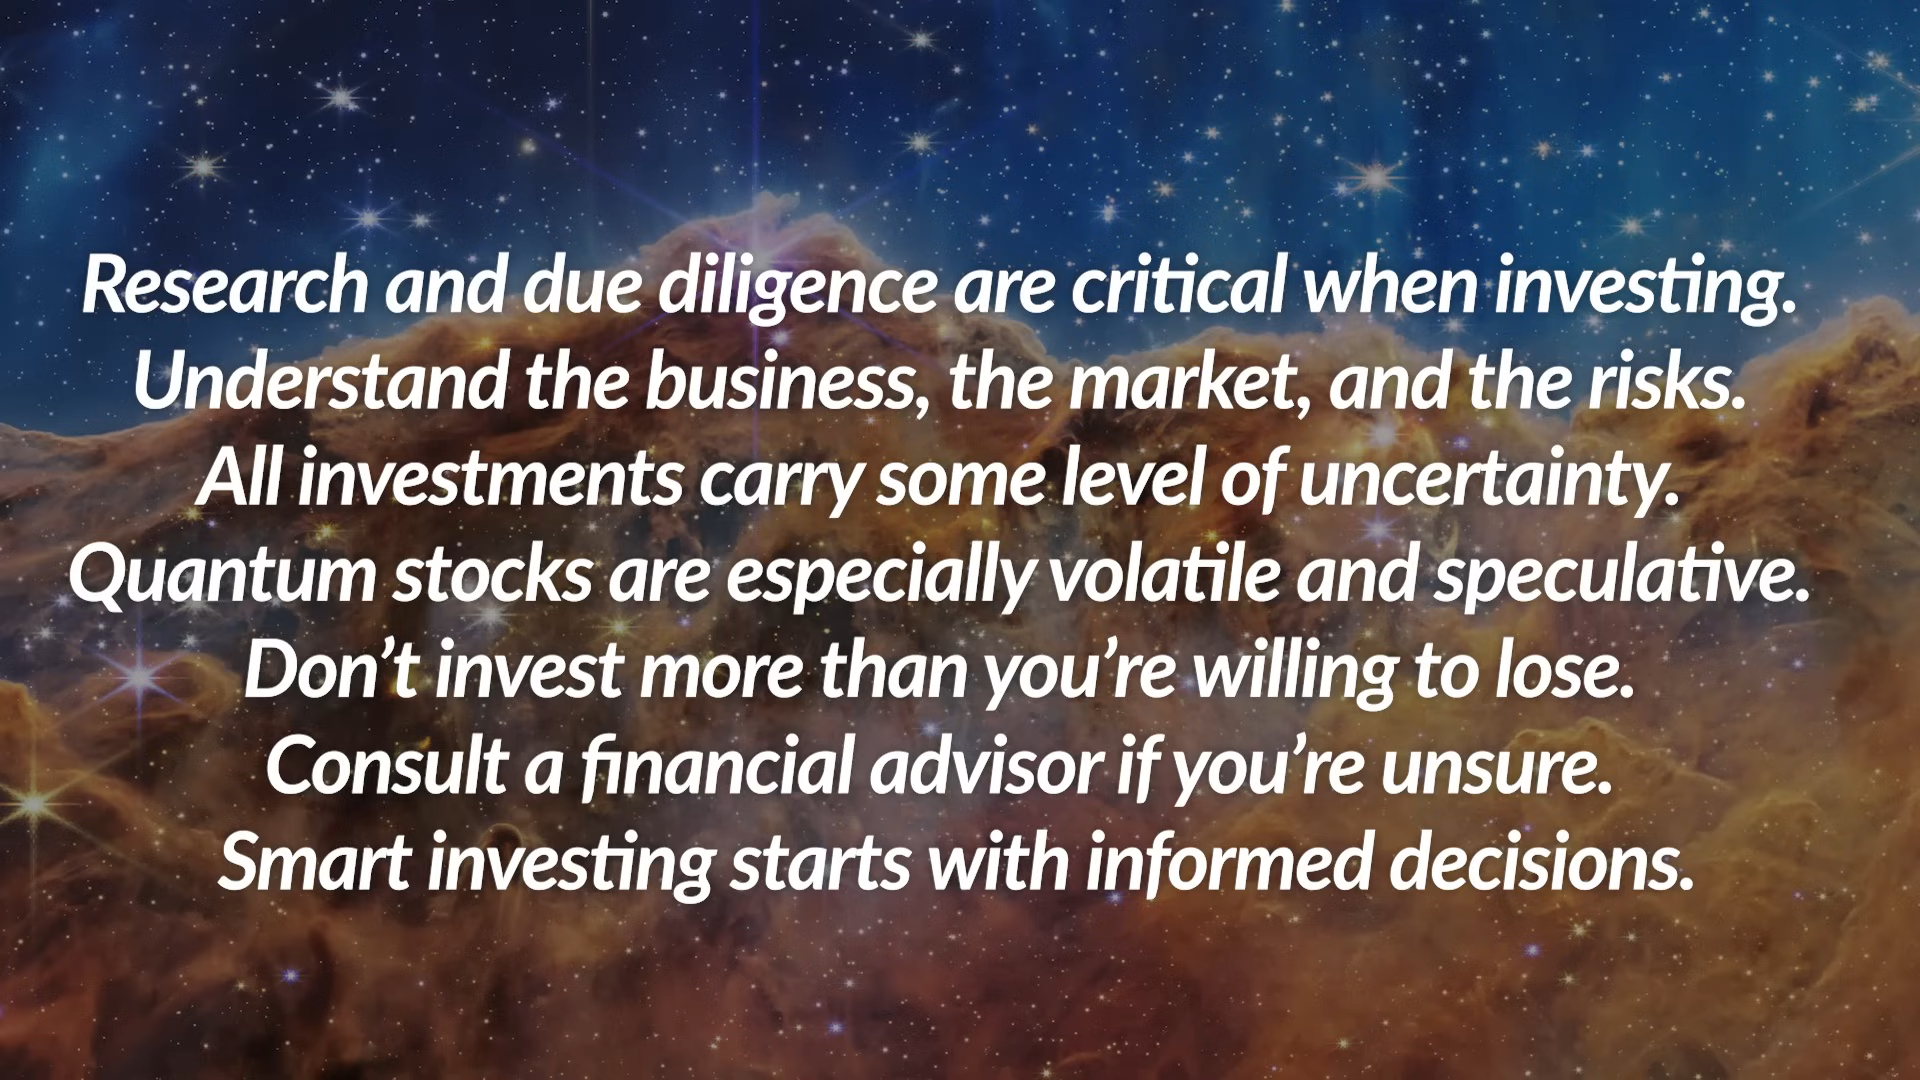 Research and due diligence are critical when investing.
Understand the business, the market, and the risks.
All investments carry some level of uncertainty.
Quantum stocks are especially volatile and speculative.
Don’t invest more than you’re willing to lose.
Consult a financial advisor if you’re unsure.
Smart investing starts with informed decisions.